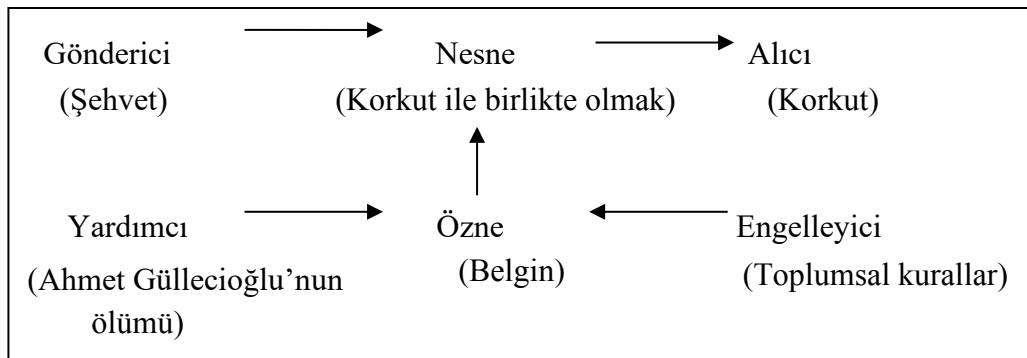 Gönderici Nesne Alıcı
(Şehvet) (Korkut ile birlikte olmak) (Korkut)
Yardımcı Özne Engelleyici
(Ahmet Güllecioğlu’nun (Belgin) (Toplumsal kurallar)
ölümü)